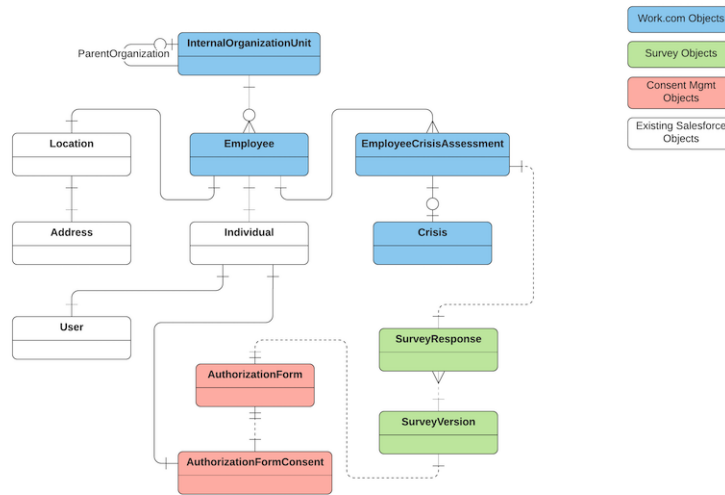 InternalOrganizationUnit
ParentOrganization
Work.com Objects
Survey Objects
Consent Mgmt
Objects
Existing Salesforce
Objects
Location
Employee
EmployeeCrisisAssessment
Address
Individual
Crisis
User
SurveyResponse
AuthorizationForm
SurveyVersion
AuthorizationFormConsent